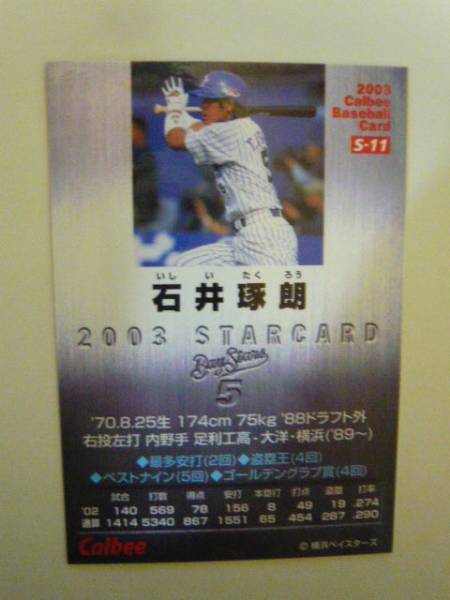 2003
Calbee
Baseball
Card
S-11
いし い たく ろう
石井琢朗
2003 STARCARD
BayStars
5
'70.8.25生 174cm 75kg '88ドラフト外
右投左打 内野手 足利工高-大洋・横浜('89〜)
◆最多安打(2回)◆盗塁王(4回)
◆ベストナイン(5回)◆ゴールデングラブ賞(4回)
試合 打数 得点 安打 本塁打 打点 盗塁 打率
'02 140 569 78 156 8 49 19 .274
通算 1414 5340 867 1551 65 454 287 .290
Calbee
© 横浜ベイスターズ